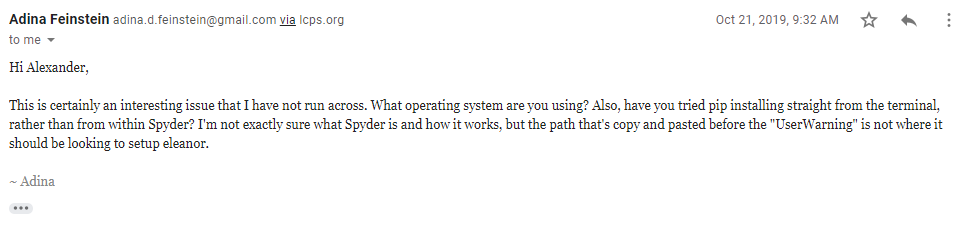 Adina Feinstein adina.d.feinstein@gmail.com via lcps.org Oct 21, 2019, 9:32 AM
to me
Hi Alexander,
This is certainly an interesting issue that I have not run across. What operating system are you using? Also, have you tried pip installing straight from the terminal,
rather than from within Spyder? I'm not exactly sure what Spyder is and how it works, but the path that's copy and pasted before the "UserWarning" is not where it
should be looking to setup eleanor.
~ Adina